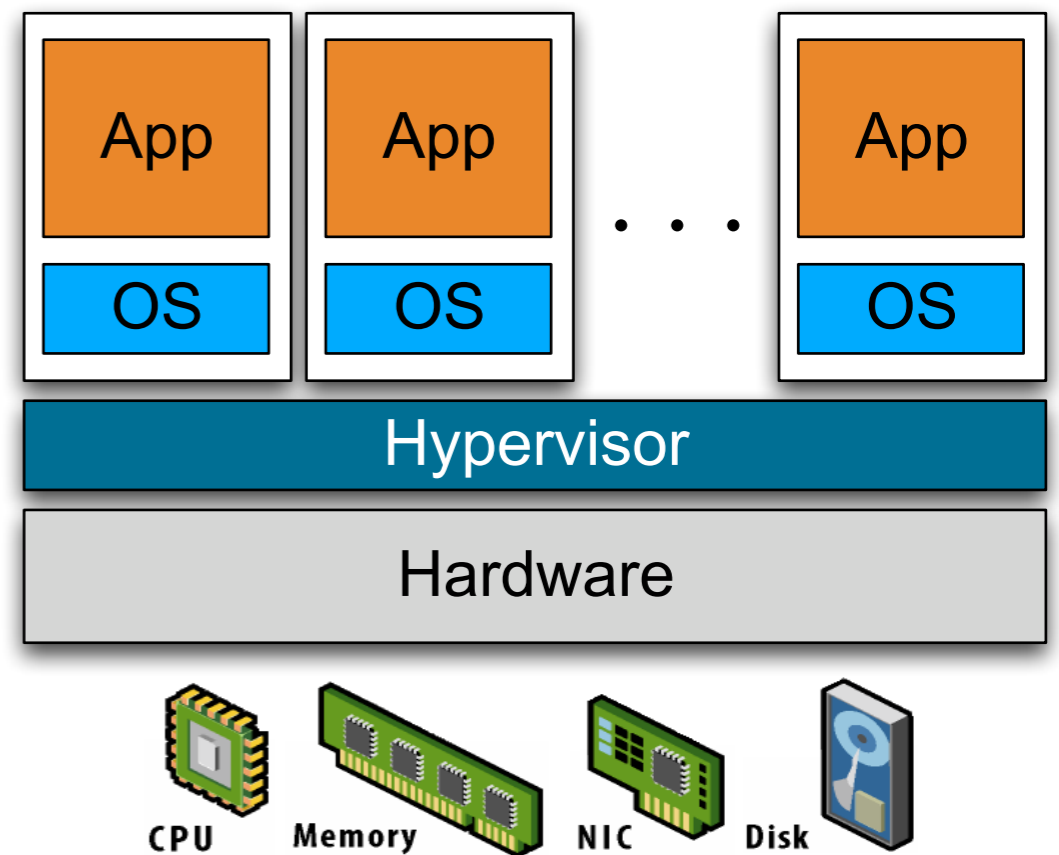 App App App
OS OS . . . OS
Hypervisor
Hardware
CPU Memory NIC Disk